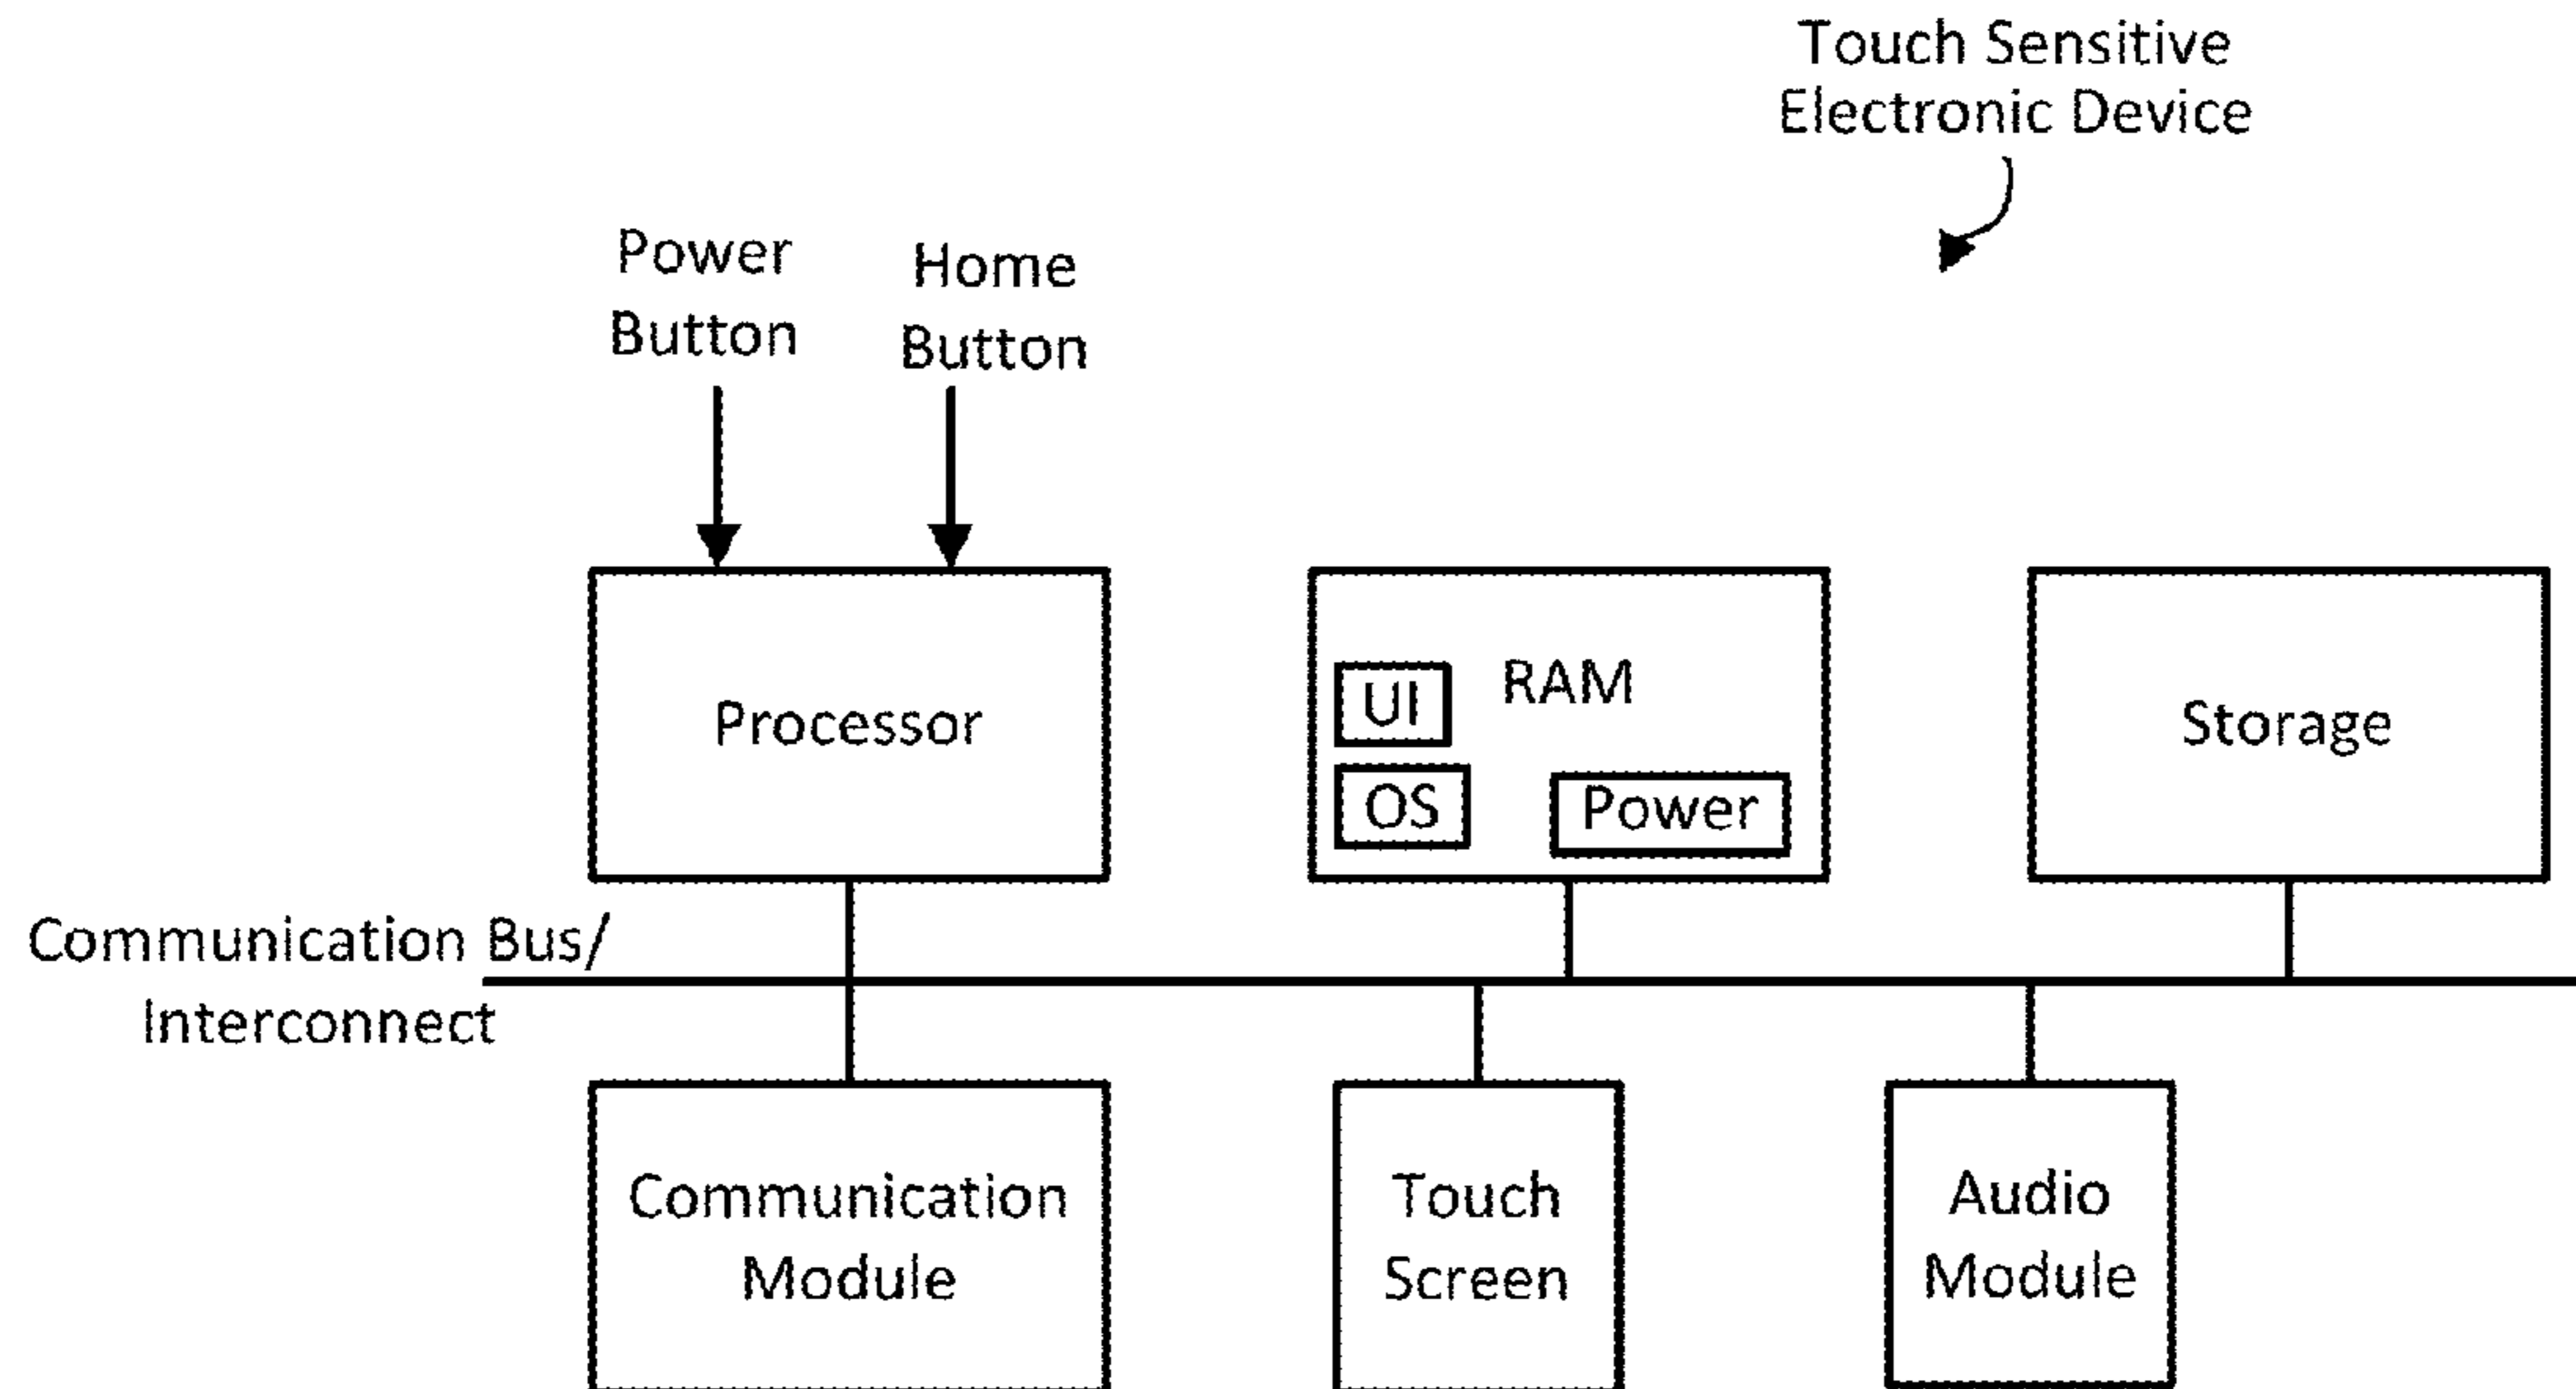 Touch Sensitive
Electronic Device
Power
Button
Home
Button
Processor
UI
RAM
OS
Power
Storage
Communication Bus/
Interconnect
Communication
Module
Touch
Screen
Audio
Module